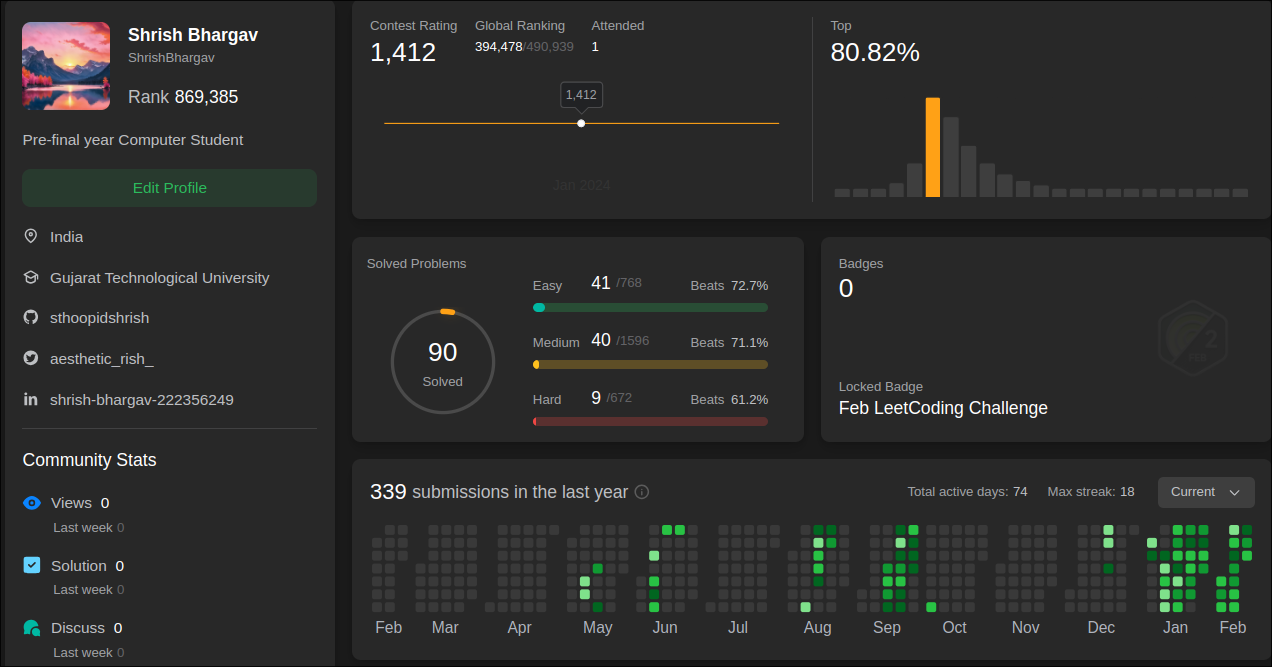 Shrish Bhargav
ShrishBhargav
Rank 869,385
Pre-final year Computer Student
Edit Profile
India
Gujarat Technological University
sthoopidshrish
aesthetic_rish_
shrish-bhargav-222356249
Community Stats
Views 0
Last week 0
Solution 0
Last week 0
Discuss 0
Last week 0
Contest Rating Global Ranking Attended
1,412 394,478/490,939 1
1,412
Jan 2024
Top
80.82%
Solved Problems
90
Solved
Easy 41 /768 Beats 72.7%
Medium 40 /1596 Beats 71.1%
Hard 9 /672 Beats 61.2%
Badges
0
2
Locked Badge
Feb LeetCoding Challenge
339 submissions in the last year
Total active days: 74 Max streak: 18 Current
Feb Mar Apr May Jun Jul Aug Sep Oct Nov Dec Jan Feb